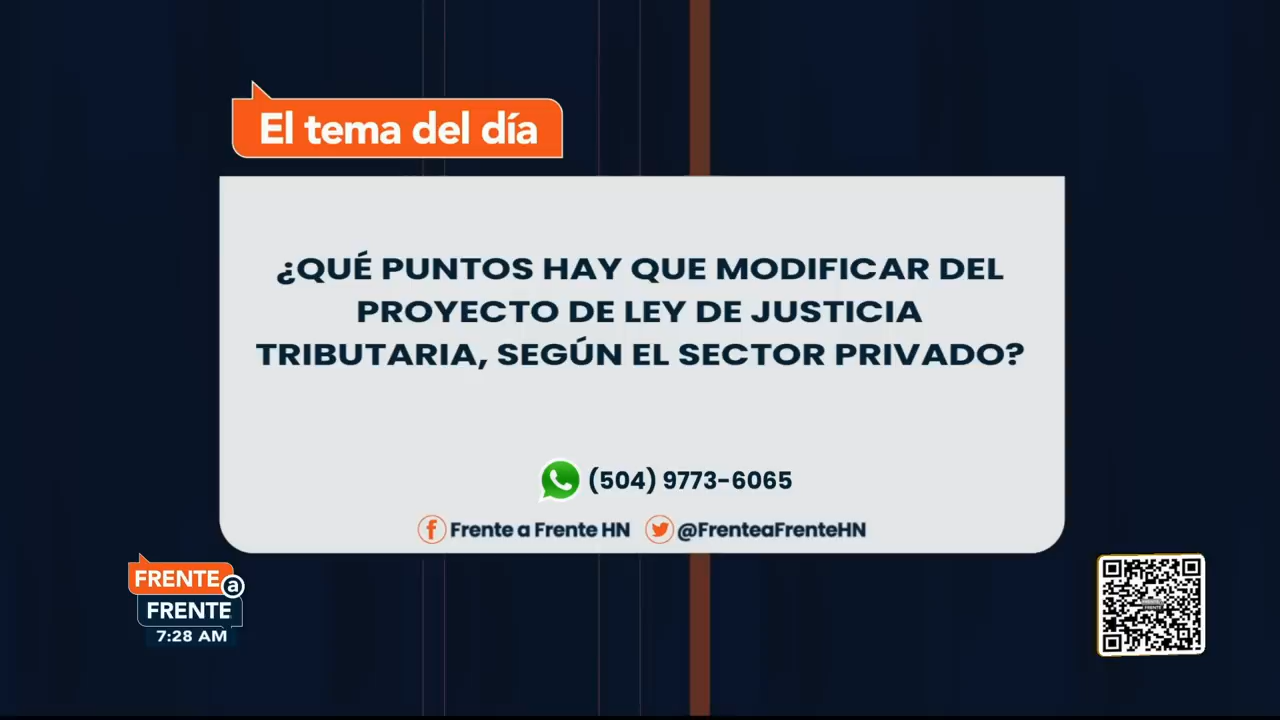 El tema del día
¿QUÉ PUNTOS HAY QUE MODIFICAR DEL
PROYECTO DE LEY DE JUSTICIA
TRIBUTARIA, SEGÚN EL SECTOR PRIVADO?
(504) 9773-6065
Frente a Frente HN @FrenteaFrenteHN
FRENTE a
FRENTE
7:28 AM